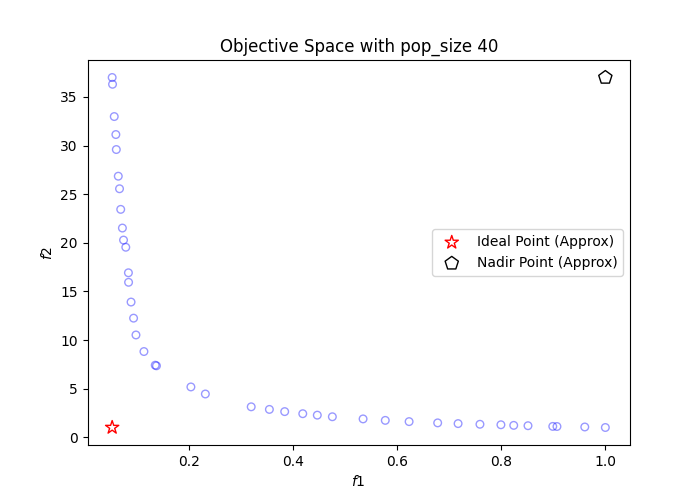 Objective Space with pop_size 40
f2
35
30
25
20
15
10
5
0
Ideal Point (Approx)
Nadir Point (Approx)
0.2 0.4 0.6 0.8 1.0
f1